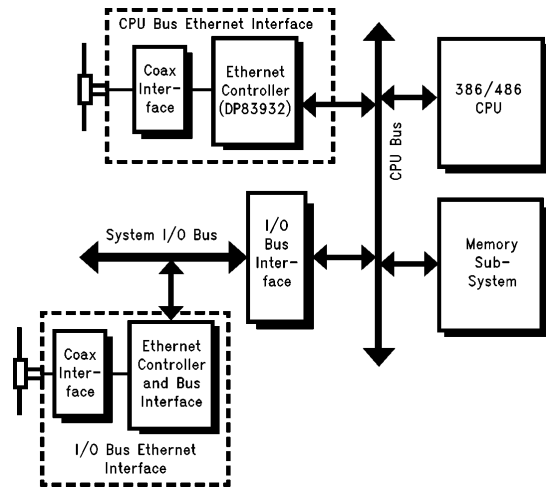 CPU Bus Ethernet Interface
Coax
Inter-
face
Ethernet
Controller
(DP83932)
386/486
CPU
CPU Bus
System I/O Bus
I/O
Bus
Inter-
face
Memory
Sub-
System
Coax
Inter-
face
Ethernet
Controller
and Bus
Interface
I/O Bus Ethernet
Interface